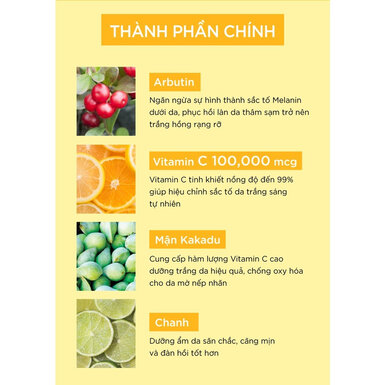 THÀNH PHẦN CHÍNH
Arbutin
Ngăn ngừa sự hình thành sắc tố Melanin
dưới da, phục hồi làn da thâm sạm trở nên
trắng hồng rạng rỡ
Vitamin C 100,000 mcg
Vitamin C tinh khiết nồng độ đến 99%
giúp hiệu chỉnh sắc tố da trắng sáng
tự nhiên
Mận Kakadu
Cung cấp hàm lượng Vitamin C cao
dưỡng trắng da hiệu quả, chống oxy hóa
cho da mờ nếp nhăn
Chanh
Dưỡng ẩm da săn chắc, căng mịn
và đàn hồi tốt hơn